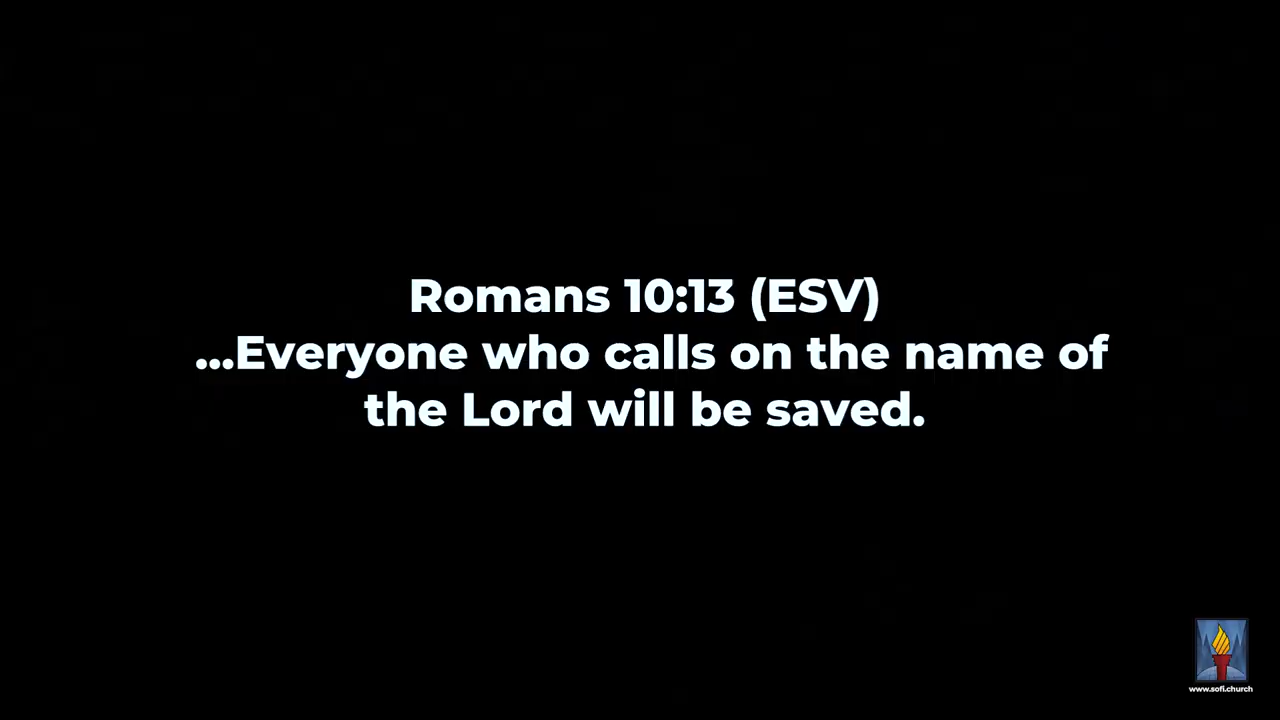 Romans 10:13 (ESV)
...Everyone who calls on the name of
the Lord will be saved.
www.sofi.church